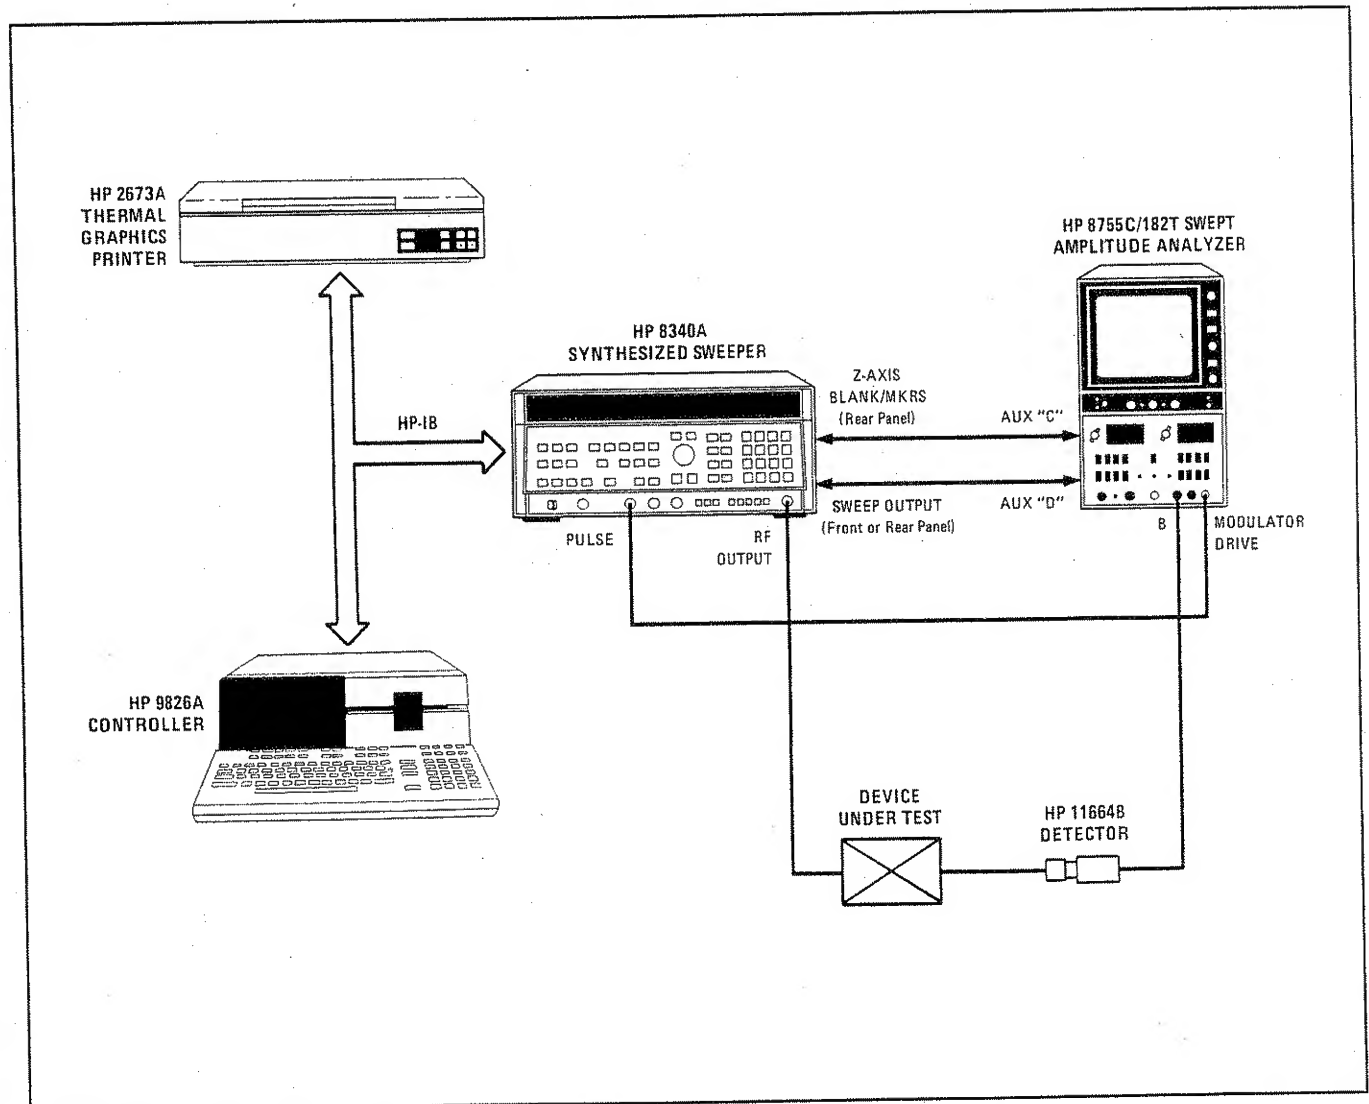 HP 2673A
THERMAL
GRAPHICS
PRINTER
HP 8755C/182T SWEPT
AMPLITUDE ANALYZER
HP 8340A
SYNTHESIZED SWEEPER
Z-AXIS
BLANK/MKRS
(Rear Panel)
AUX "C"
HP-IB
SWEEP OUTPUT
(Front or Rear Panel)
AUX "D"
PULSE
RF
OUTPUT
B
MODULATOR
DRIVE
HP 9826A
CONTROLLER
DEVICE
UNDER TEST
HP 11664B
DETECTOR